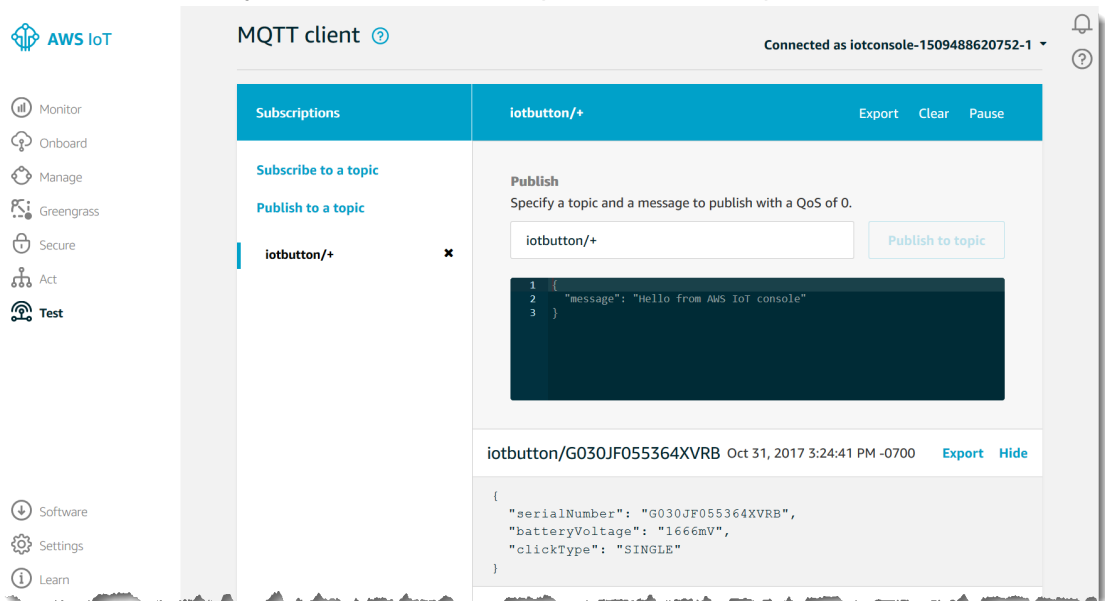 AWS IoT
Monitor
Onboard
Manage
Greengrass
Secure
Act
Test
Software
Settings
Learn
MQTT client ?
Connected as iotconsole-1509488620752-1
?
Subscriptions
Subscribe to a topic
Publish to a topic
iotbutton/+
iotbutton/+ Export Clear Pause
Publish
Specify a topic and a message to publish with a QoS of 0.
iotbutton/+ Publish to topic
1 {
2 "message": "Hello from AWS IoT console"
3 }
iotbutton/G030JF055364XVRB Oct 31, 2017 3:24:41 PM -0700 Export Hide
{
"serialNumber": "G030JF055364XVRB",
"batteryVoltage": "1666mV",
"clickType": "SINGLE"
}